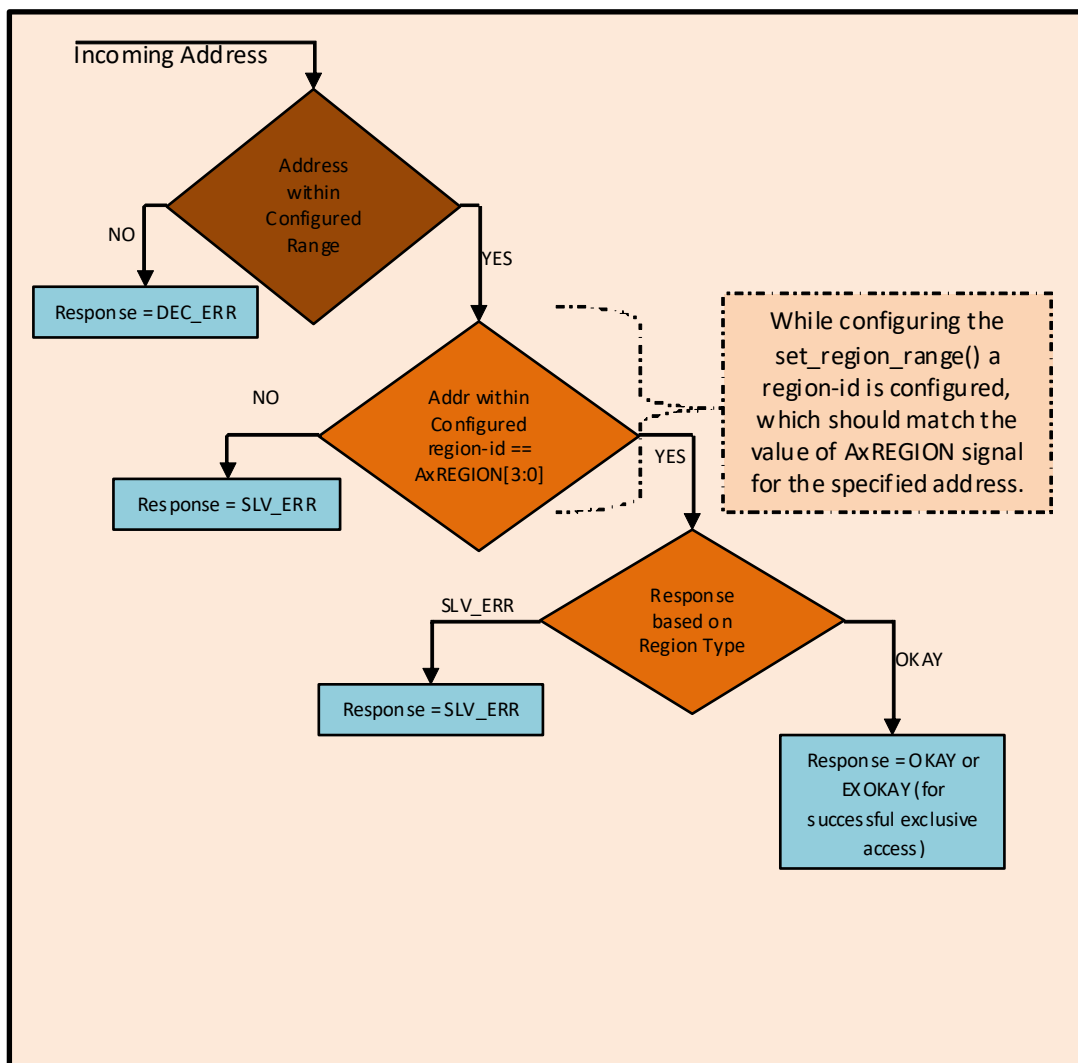 Incoming Address
Address
within
Configured
Range
NO
YES
Response = DEC_ERR
Addr within
Configured
region-id ==
AxREGION[3:0]
NO
YES
Response = SLV_ERR
While configuring the
set_region_range() a
region-id is configured,
which should match the
value of AxREGION signal
for the specified address.
Response
based on
Region Type
SLV_ERR
OKAY
Response = SLV_ERR
Response = OKAY or
EXOKAY (for
successful exclusive
access)